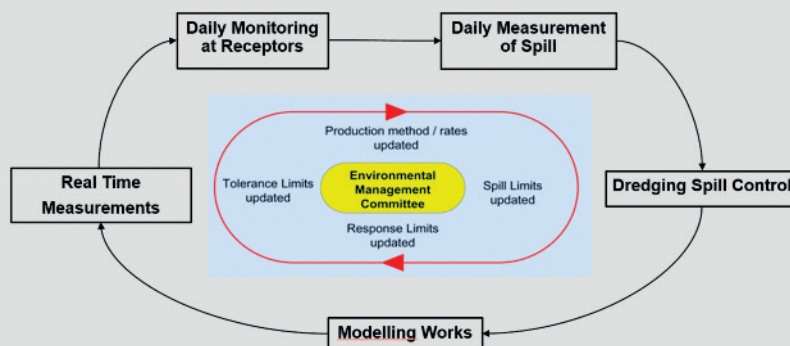 Daily Monitoring
at Receptors
Daily Measurement
of Spill
Production method / rates
updated
Real Time
Measurements
Tolerance Limits
updated
Environmental
Management
Committee
Spill Limits
updated
Dredging Spill Control
Response Limits
updated
Modelling Works